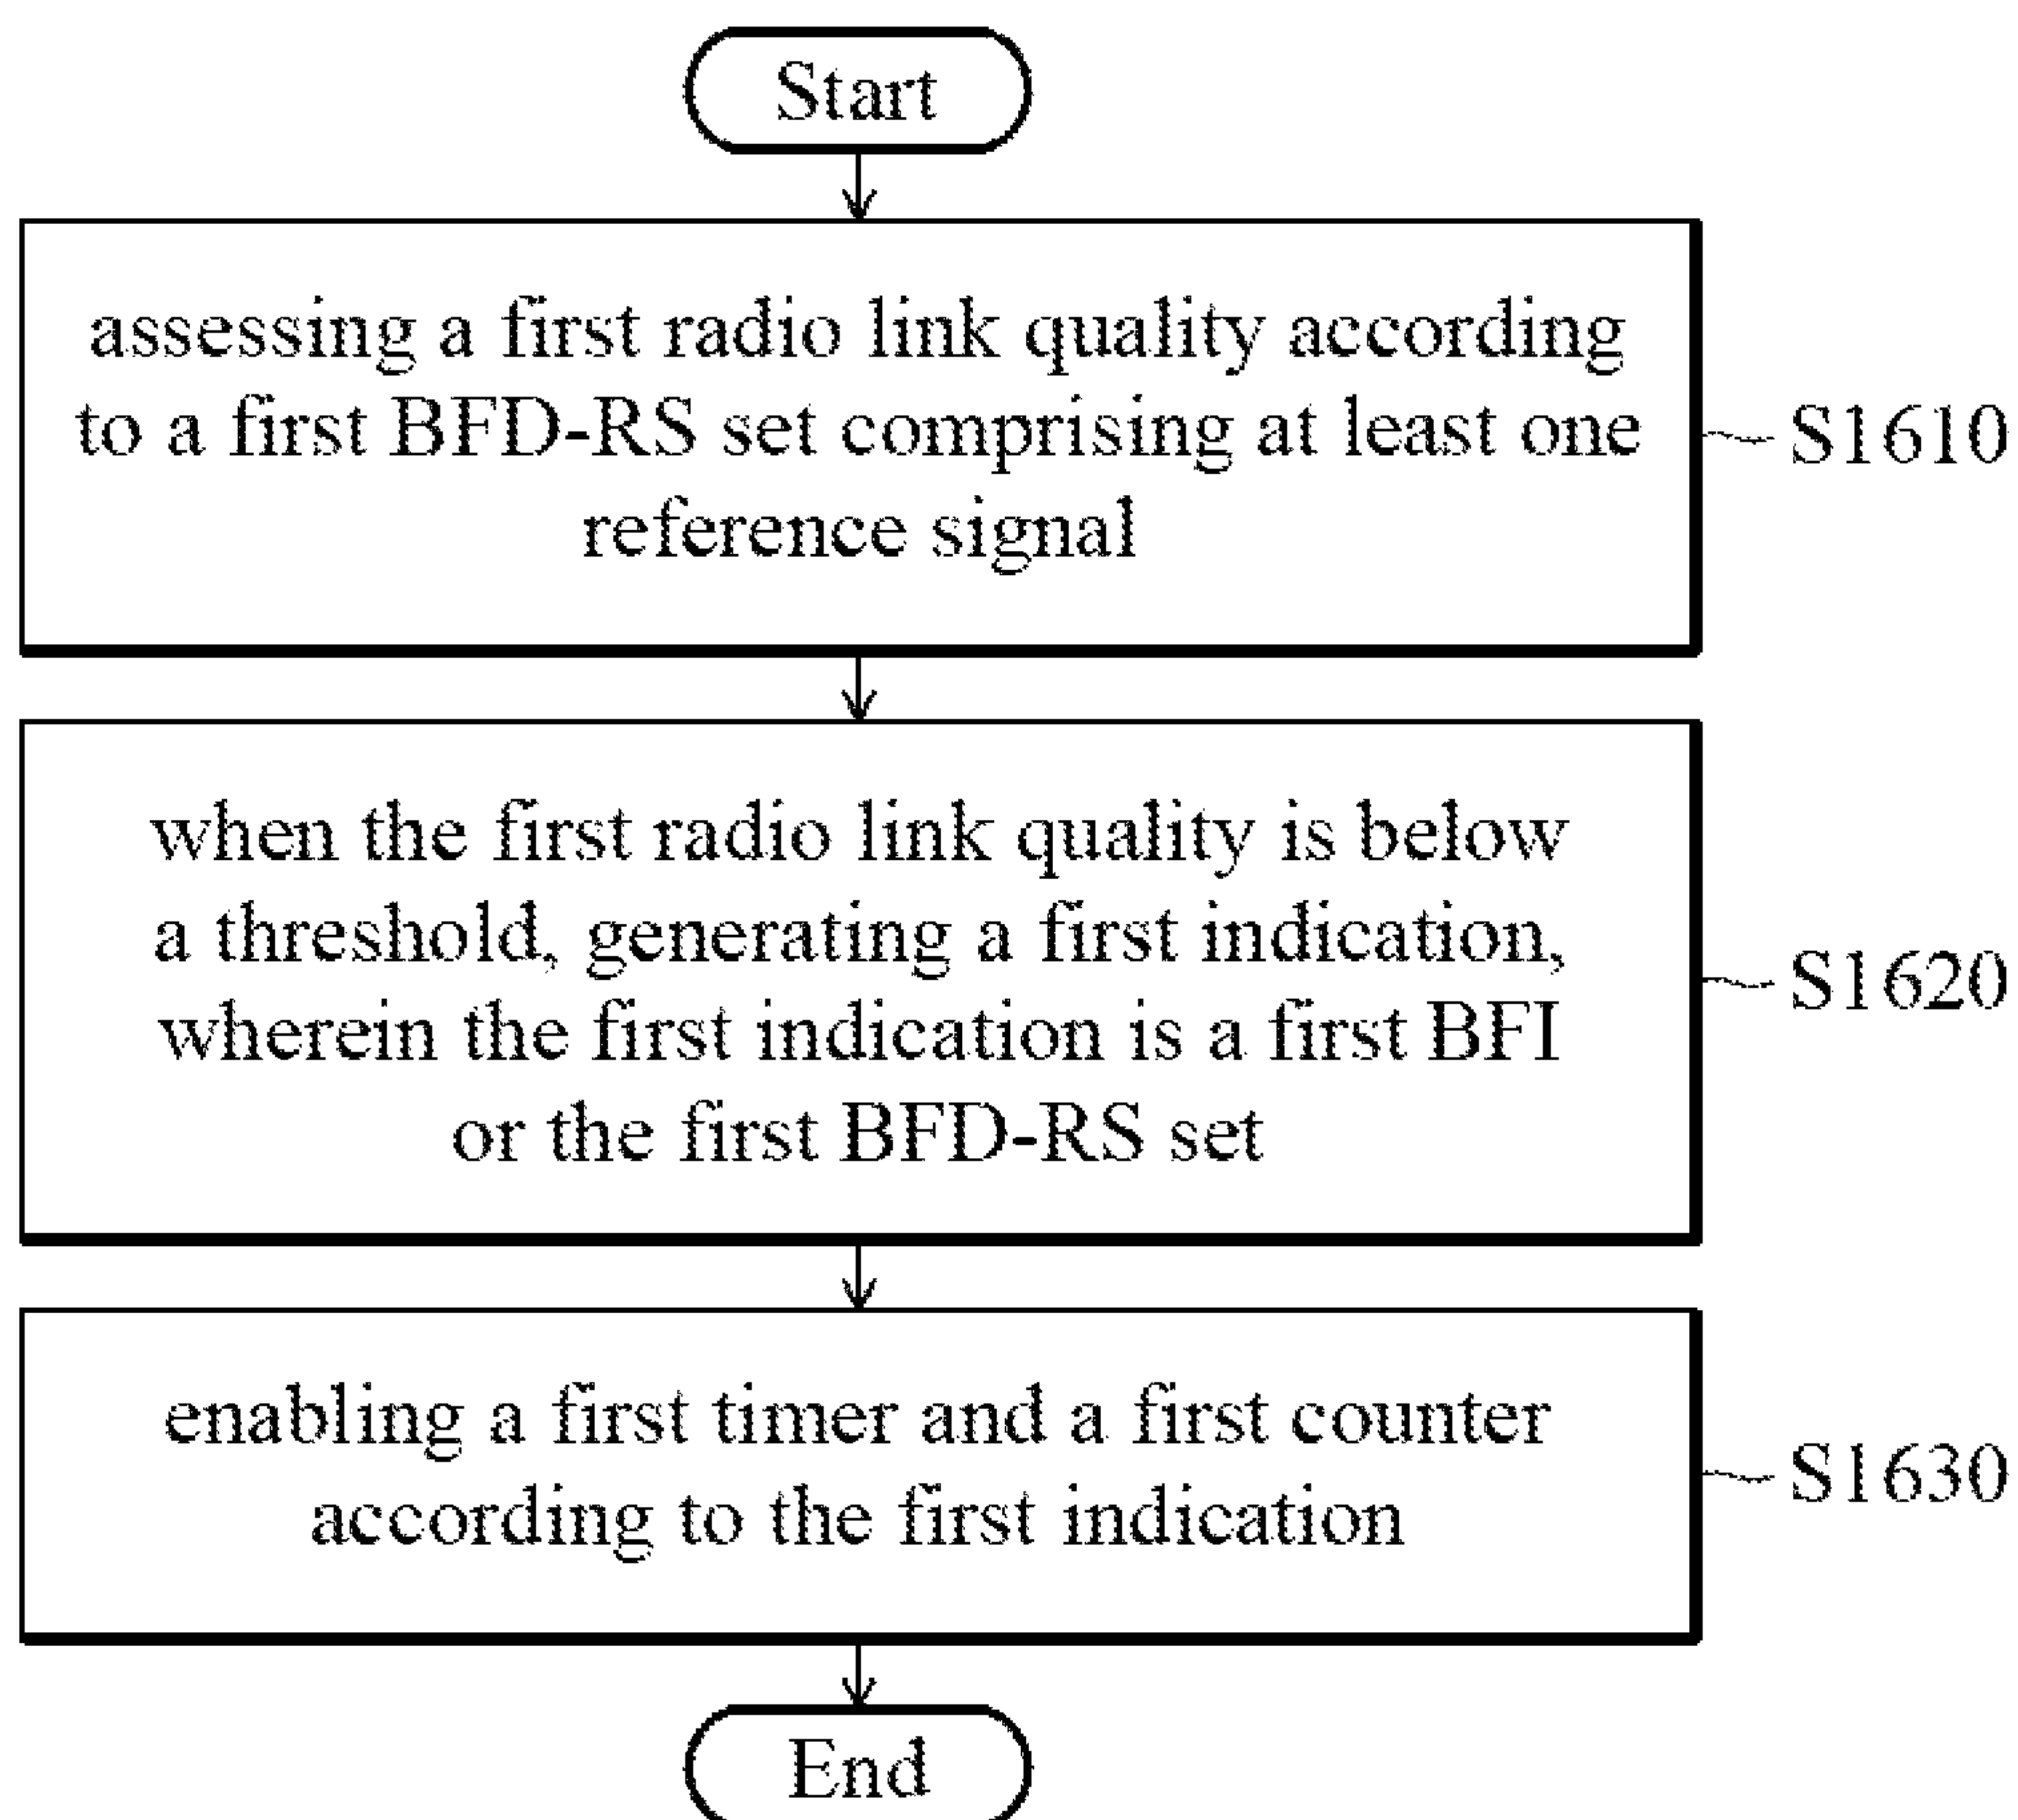 Start
assessing a first radio link quality according
to a first BFD-RS set comprising at least one
reference signal
S1610
when the first radio link quality is below
a threshold, generating a first indication,
wherein the first indication is a first BFI
or the first BFD-RS set
S1620
enabling a first timer and a first counter
according to the first indication
S1630
End